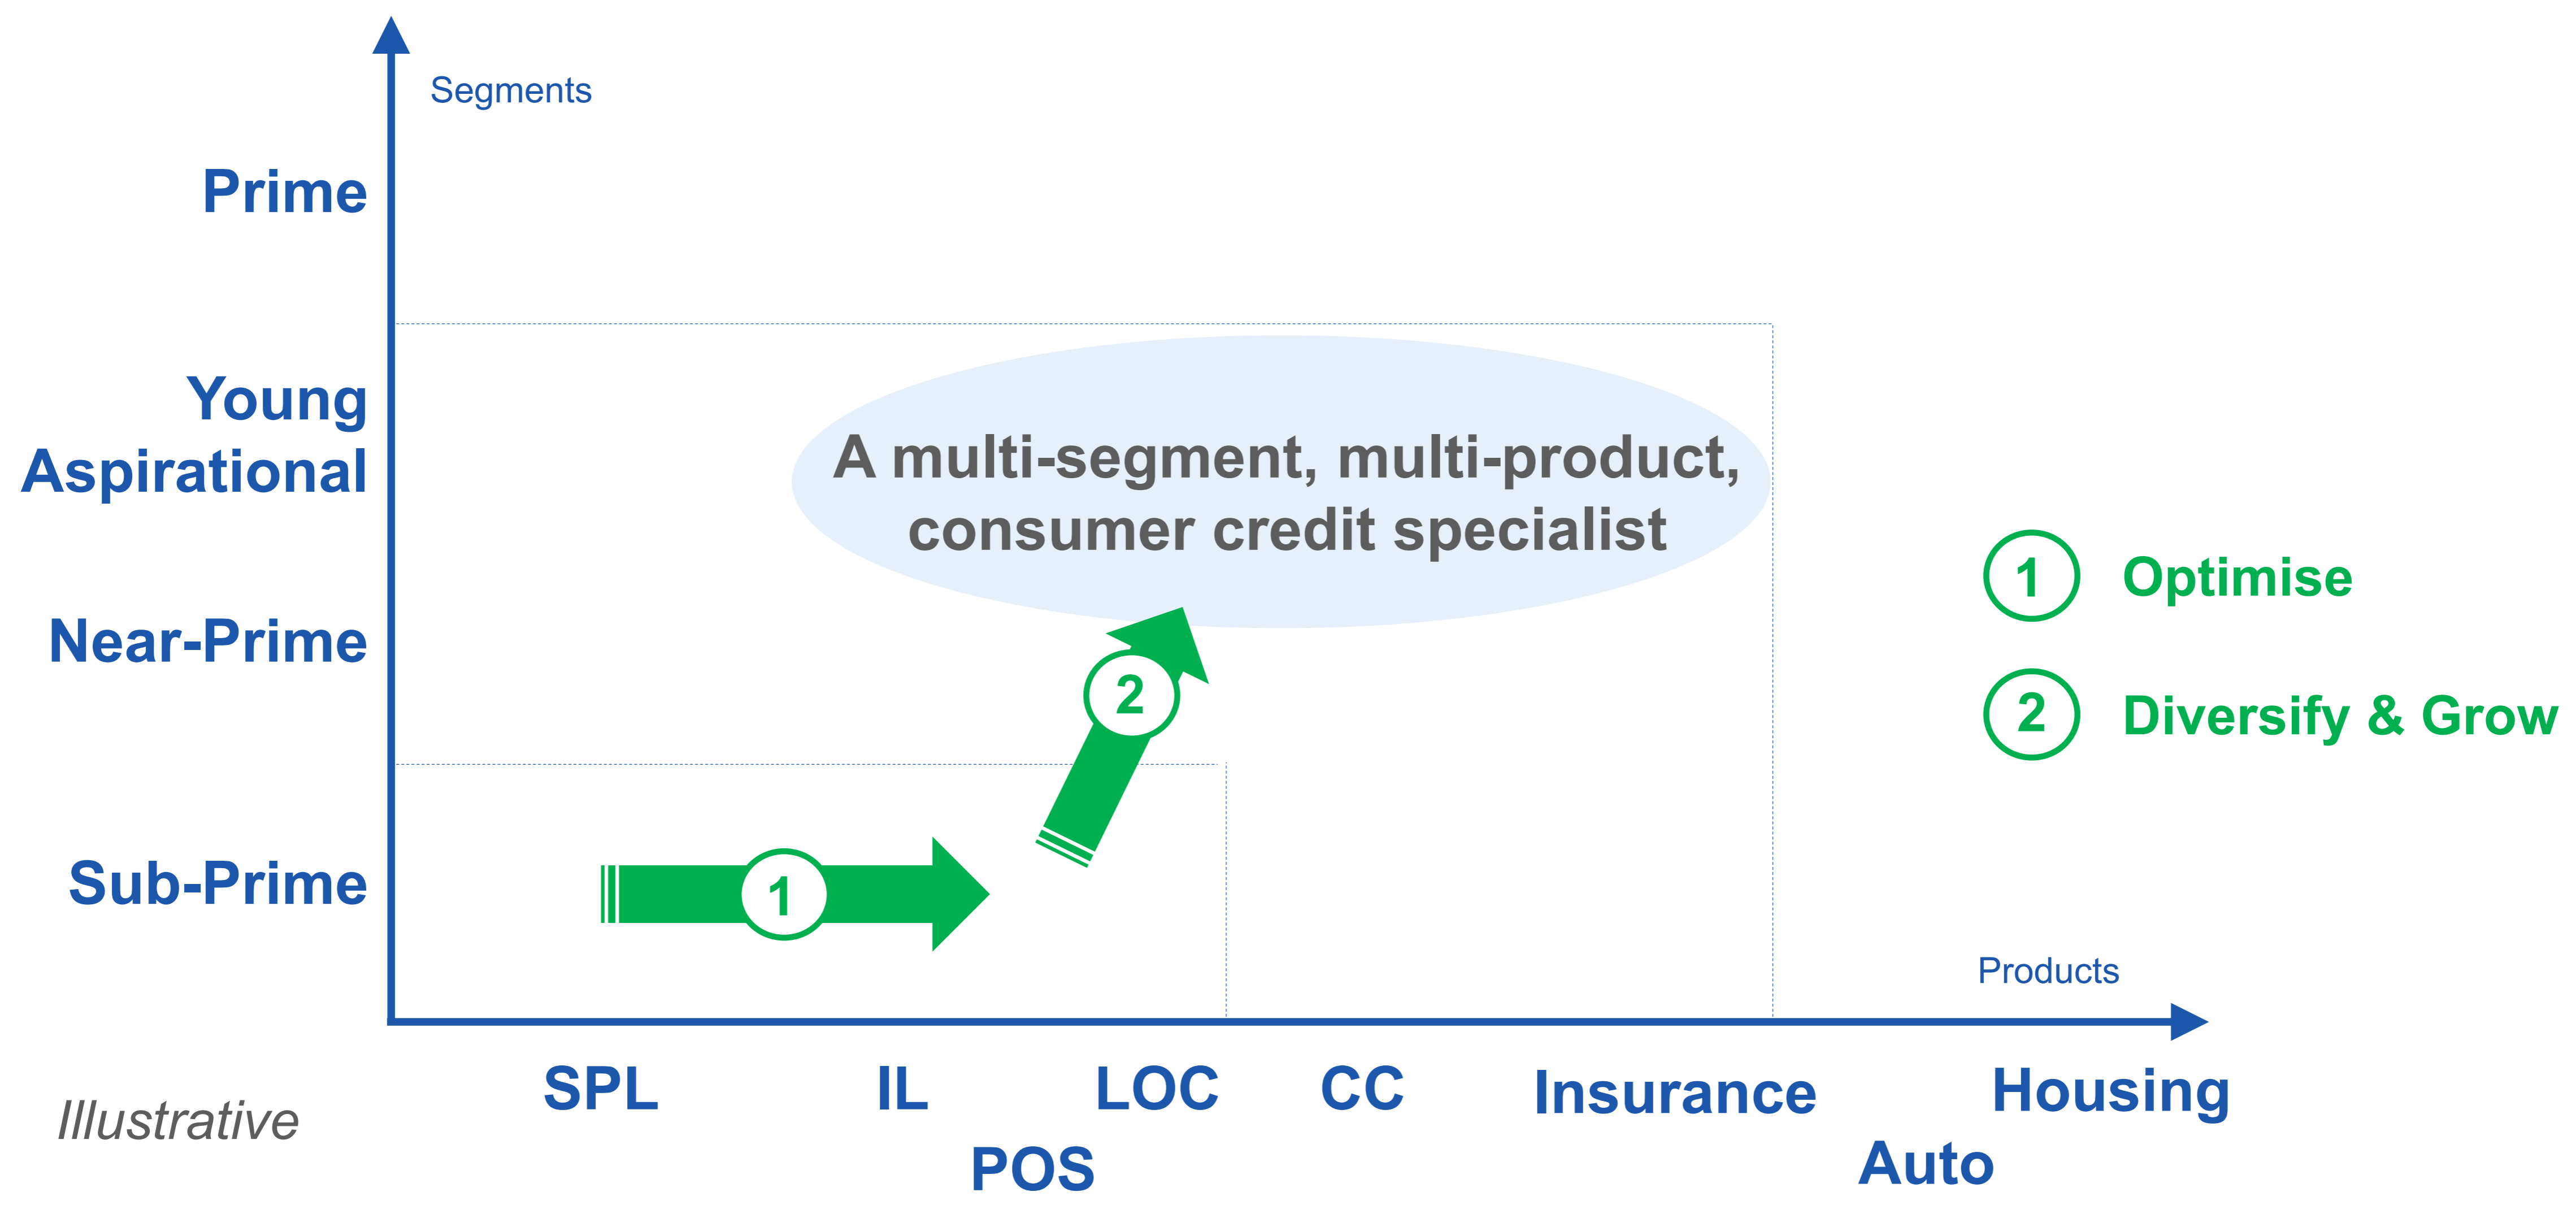 Segments
Prime
Young
Aspirational
A multi-segment, multi-product,
consumer credit specialist
Near-Prime
1 Optimise
2 Diversify & Grow
2
Sub-Prime
1
Products
SPL IL LOC CC Insurance Housing
POS Auto
Illustrative